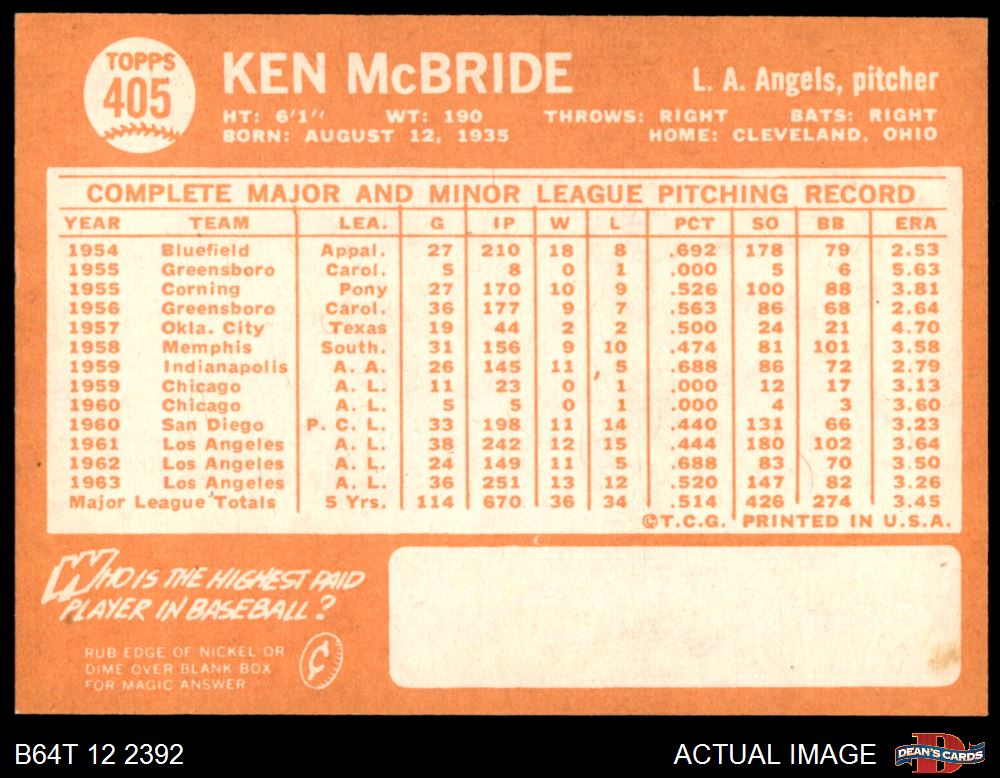 TOPPS
405
KEN McBRIDE
L. A. Angels, pitcher
HT: 6'1" WT: 190 THROWS: RIGHT BATS: RIGHT
BORN: AUGUST 12, 1935 HOME: CLEVELAND, OHIO
COMPLETE MAJOR AND MINOR LEAGUE PITCHING RECORD
YEAR TEAM LEA. G IP W L PCT SO BB ERA
1954 Bluefield Appal. 27 210 18 8 .692 178 79 2.53
1955 Greensboro Carol. 5 8 0 1 .000 5 6 5.63
1955 Corning Pony 27 170 10 9 .526 100 88 3.81
1956 Greensboro Carol. 36 177 9 7 .563 86 68 2.64
1957 Okla. City Texas 19 44 2 2 .500 24 21 4.70
1958 Memphis South. 31 156 9 10 .474 81 101 3.58
1959 Indianapolis A. A. 26 145 11 5 .688 86 72 2.79
1959 Chicago A. L. 11 23 0 1 .000 12 17 3.13
1960 Chicago A. L. 5 5 0 1 .000 4 3 3.60
1960 San Diego P. C. L. 33 198 11 14 .440 131 66 3.23
1961 Los Angeles A. L. 38 242 12 15 .444 180 102 3.64
1962 Los Angeles A. L. 24 149 11 5 .688 83 70 3.50
1963 Los Angeles A. L. 36 251 13 12 .520 147 82 3.26
Major League Totals 5 Yrs. 114 670 36 34 .514 426 274 3.45
©T.C.G. PRINTED IN U.S.A.
WHO IS THE HIGHEST PAID
PLAYER IN BASEBALL?
RUB EDGE OF NICKEL OR
DIME OVER BLANK BOX
FOR MAGIC ANSWER
¢
B64T 12 2392 ACTUAL IMAGE
DEAN'S CARDS